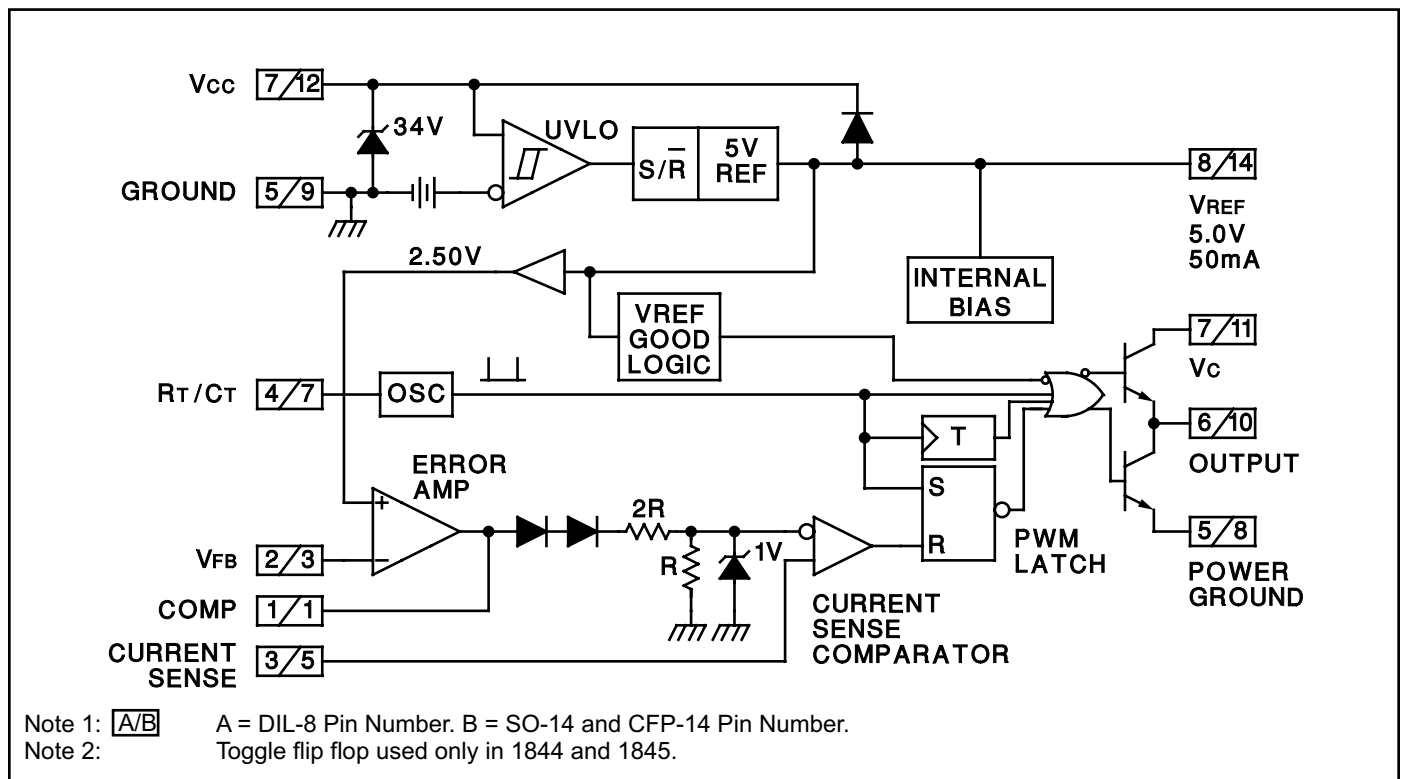 Vcc 7/12
34V
UVLO
S/R̅
5V
REF
GROUND 5/9
8/14
VREF
5.0V
50mA
2.50V
INTERNAL
BIAS
VREF
GOOD
LOGIC
7/11
Vc
RT/CT 4/7
OSC
T
6/10
OUTPUT
ERROR
AMP
+
−
S
R
2R
R
1V
PWM
LATCH
VFB 2/3
5/8
POWER
GROUND
COMP 1/1
CURRENT
SENSE
COMPARATOR
CURRENT
SENSE
3/5
Note 1: A/B A = DIL-8 Pin Number. B = SO-14 and CFP-14 Pin Number.
Note 2: Toggle flip flop used only in 1844 and 1845.